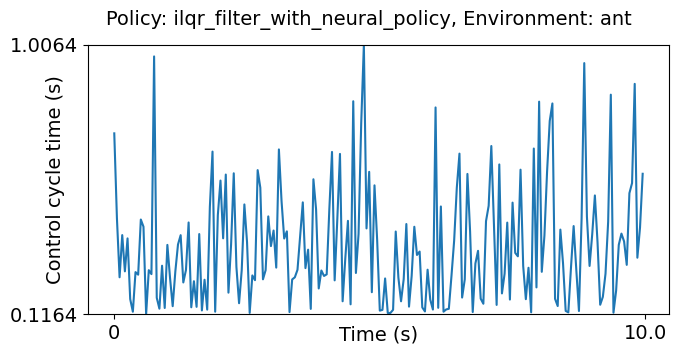 Policy: ilqr_filter_with_neural_policy, Environment: ant
1.0064
Control cycle time (s)
0.1164
0
Time (s)
10.0